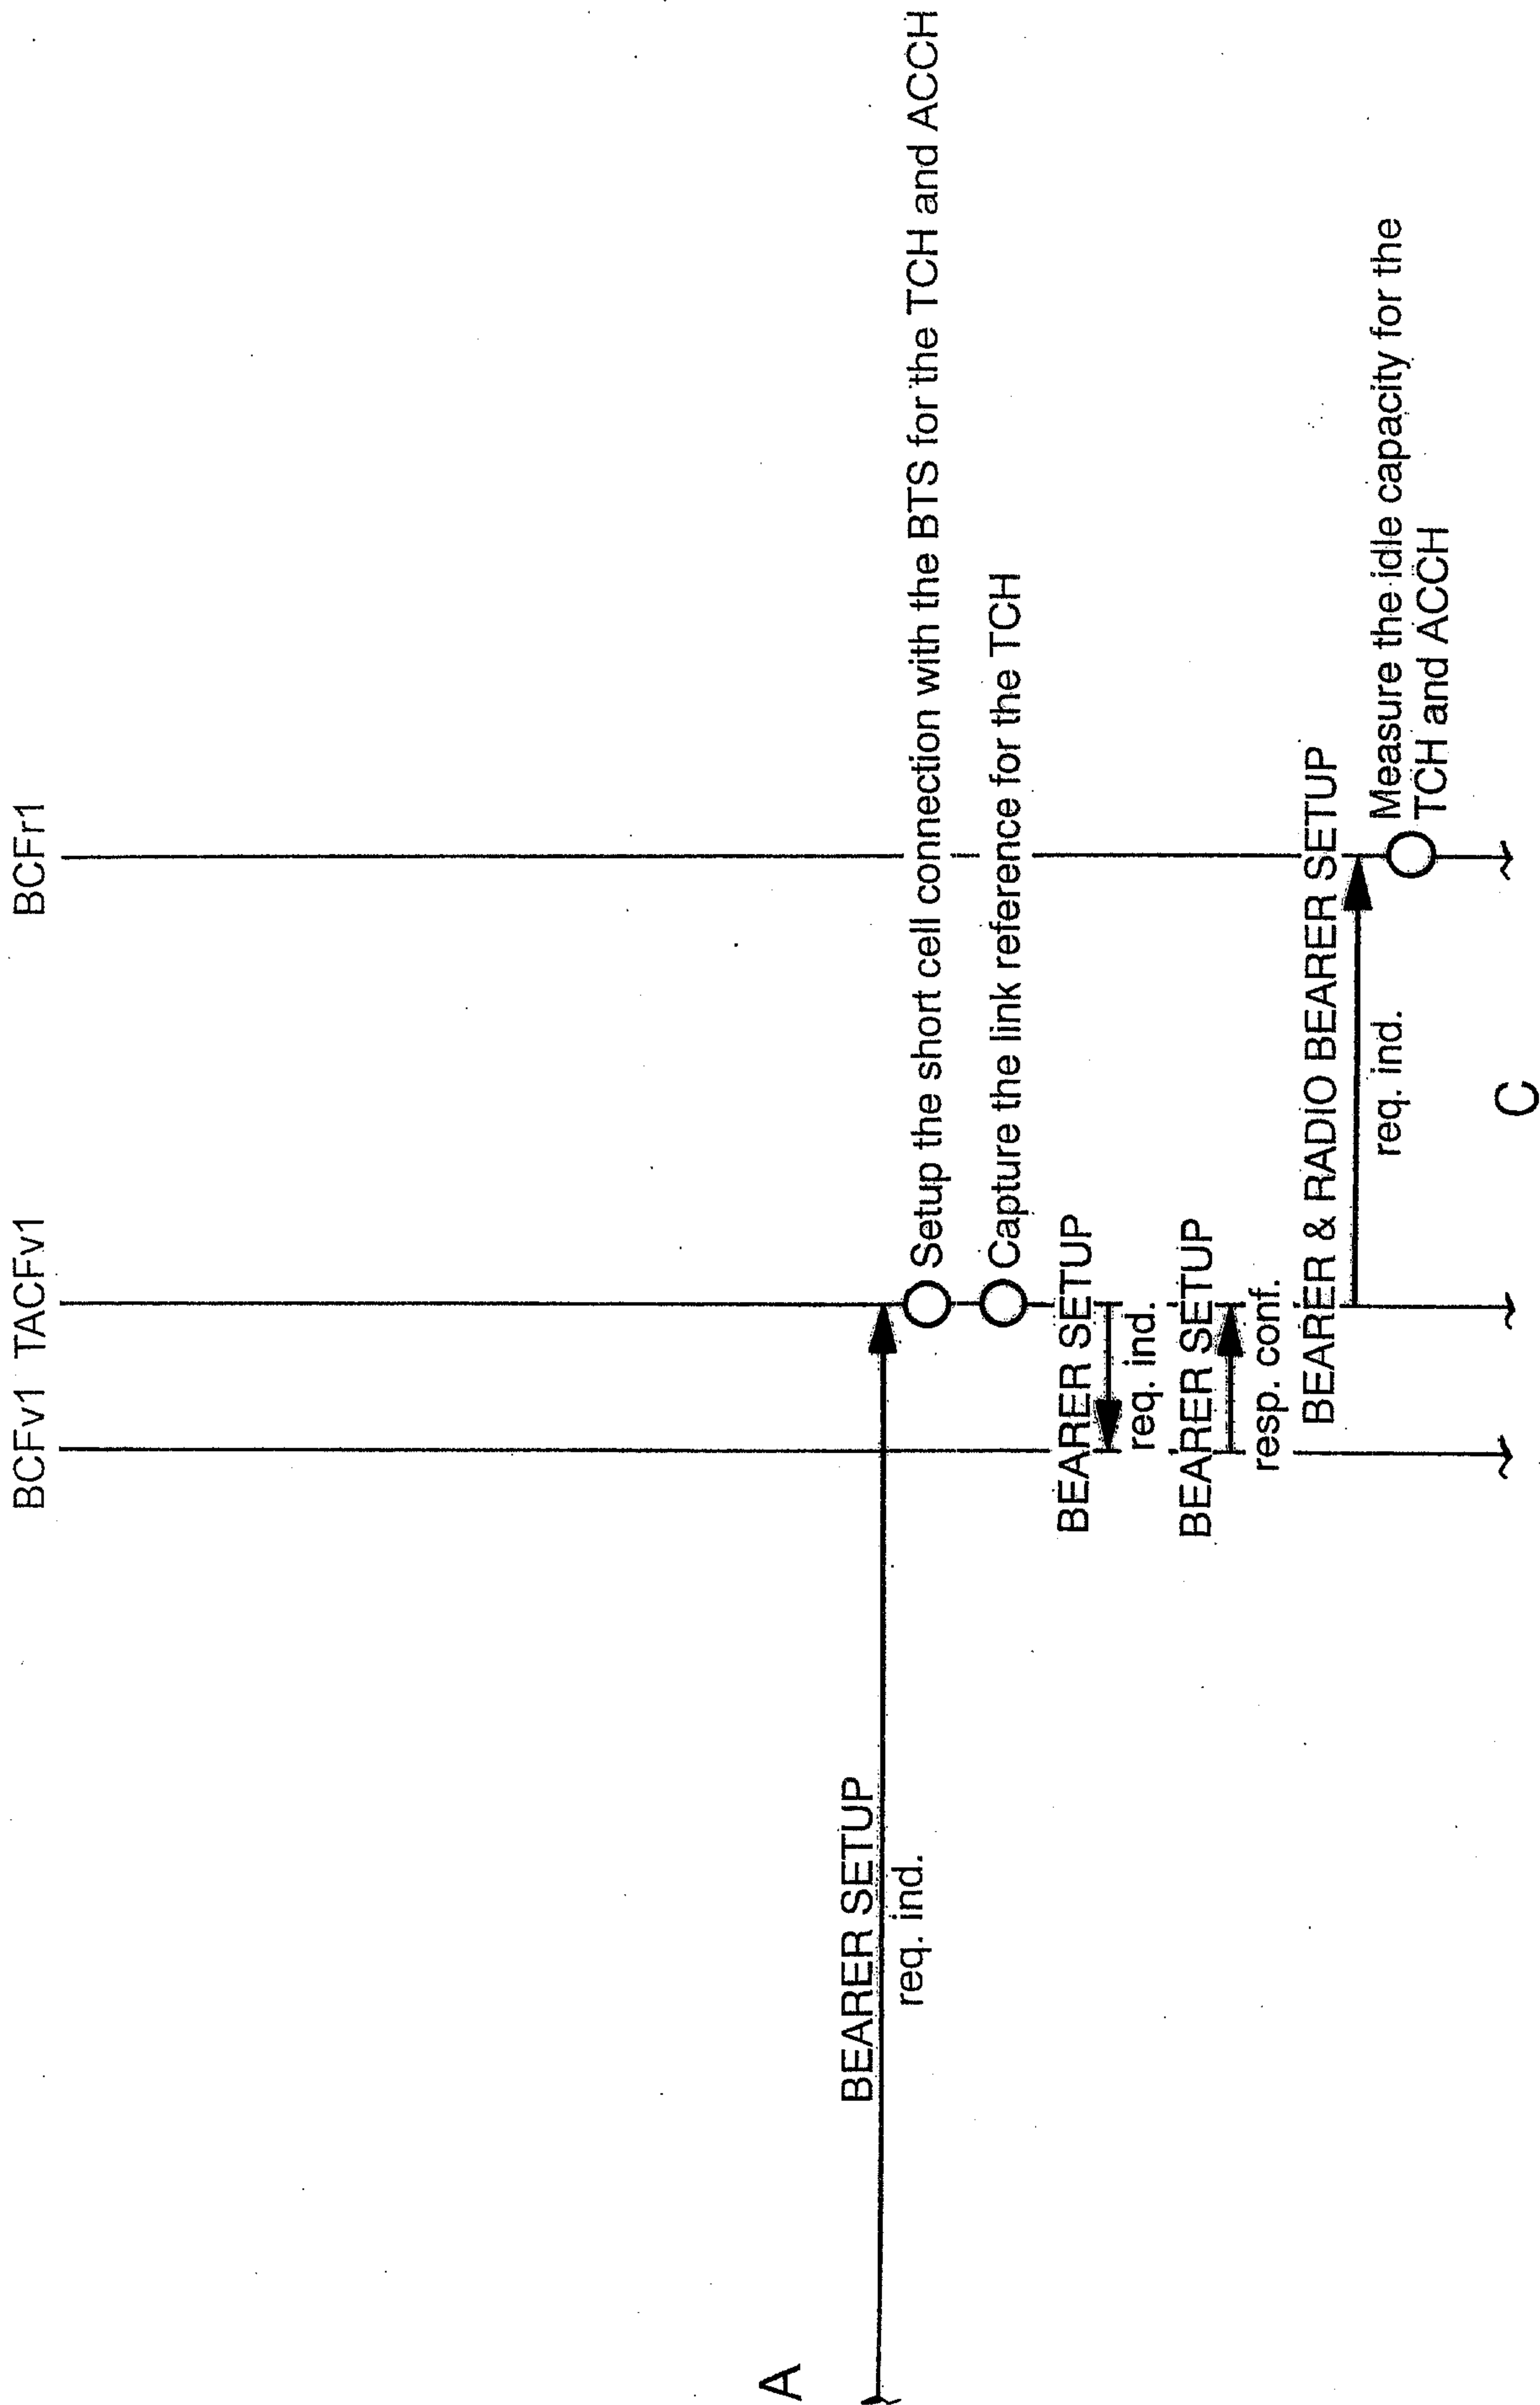 BCFv1 TACFv1
BCFr1
A
BEARER SETUP
req. ind.
Setup the short cell connection with the BTS for the TCH and ACCH
Capture the link reference for the TCH
BEARER SETUP
req. ind.
BEARER SETUP
resp. conf.
BEARER & RADIO BEARER SETUP
req. ind.
Measure the idle capacity for the
TCH and ACCH
C